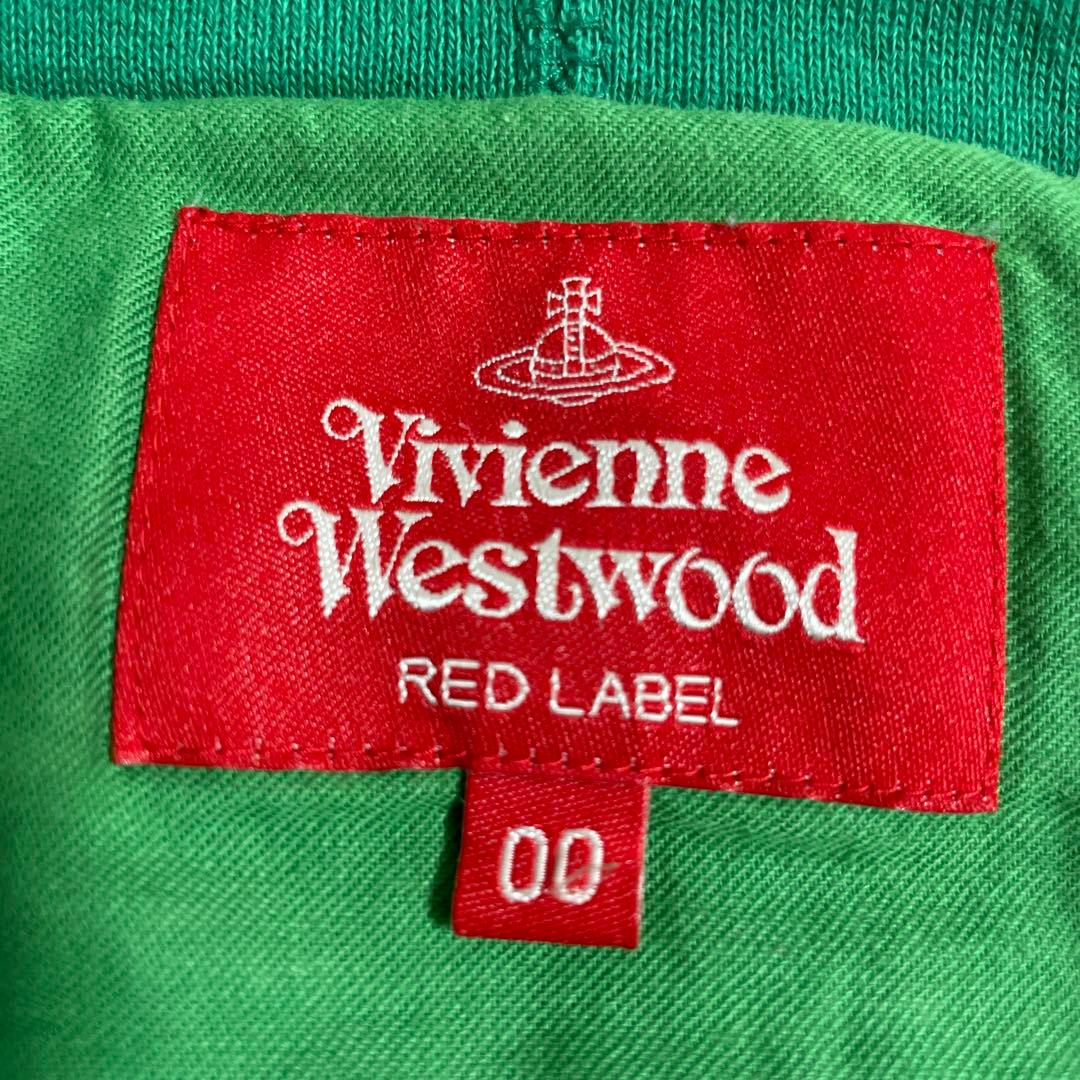 Vivienne
Westwood
RED LABEL
00